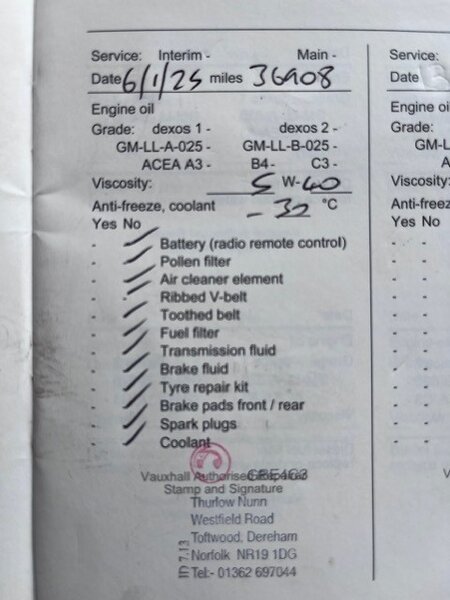 Service: Interim - Main -
Date 6/1/25 miles 36908
Engine oil
Grade: dexos 1 - dexos 2 -
GM-LL-A-025 - GM-LL-B-025 -
ACEA A3 - B4 - C3 -
Viscosity: 5 W-40
Anti-freeze, coolant -30 °C
Yes No
Battery (radio remote control)
Pollen filter
Air cleaner element
Ribbed V-belt
Toothed belt
Fuel filter
Transmission fluid
Brake fluid
Tyre repair kit
Brake pads front / rear
Spark plugs
Coolant
Vauxhall Authorised
Stamp and Signature
Thurlow Nunn
Westfield Road
Toftwood, Dereham
Norfolk NR19 1DG
Tel:- 01362 697044
Service:
Date
Engine oil
Grade:
GM-L
Viscosity:
Anti-freeze
Yes No